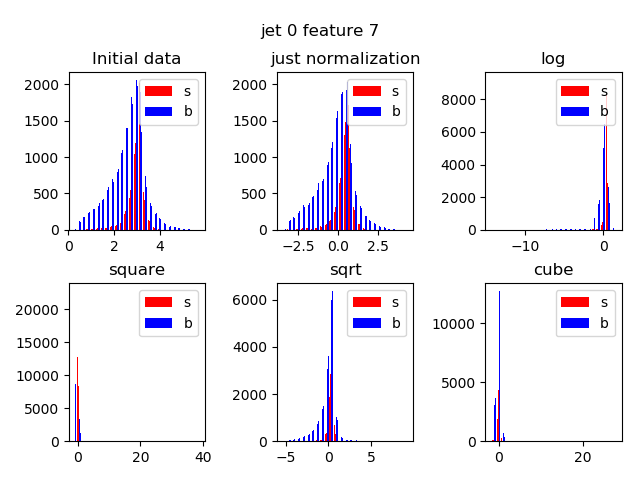 jet 0 feature 7
Initial data
just normalization
log
2000
1500
1000
500
0
0
2
4
s
b
2000
1500
1000
500
0
−2.5
0.0
2.5
s
b
8000
6000
4000
2000
0
−10
0
s
b
square
sqrt
cube
20000
15000
10000
5000
0
0
20
40
s
b
6000
4000
2000
0
−5
0
5
s
b
10000
5000
0
0
20
s
b